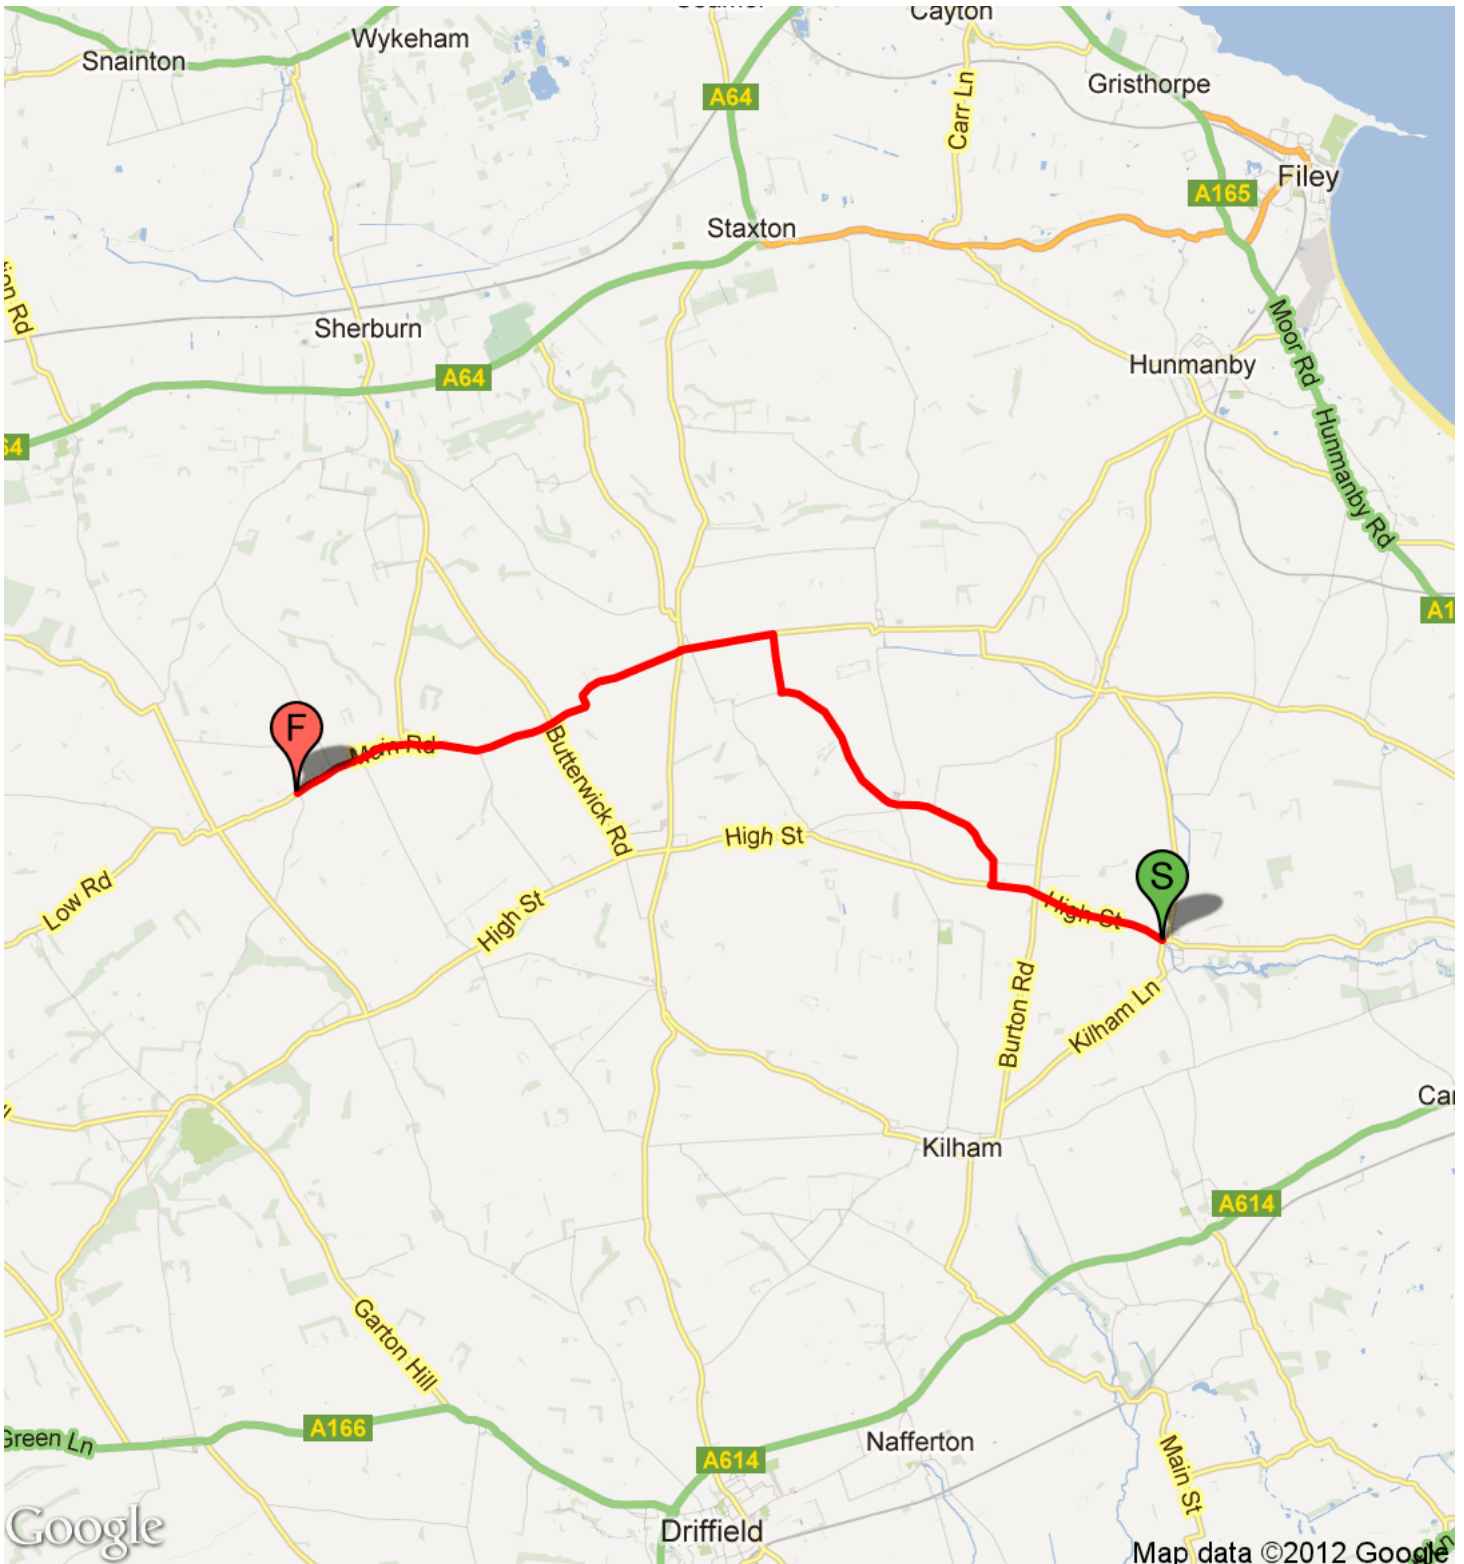 Cayton
Wykeham
Snainton
Gristhorpe
A64
Carr Ln
Filey
A165
Staxton
Sherburn
Moor Rd
Hunmanby
A64
Hunmanby Rd
64
A1
F
Main Rd
Butterwick Rd
High St
S
Low Rd
High St
High St
Burton Rd
Kilham Ln
Car
Kilham
A614
Garton Hill
A166
Green Ln
Nafferton
A614
Main St
Google
Driffield
Map data ©2012 Google